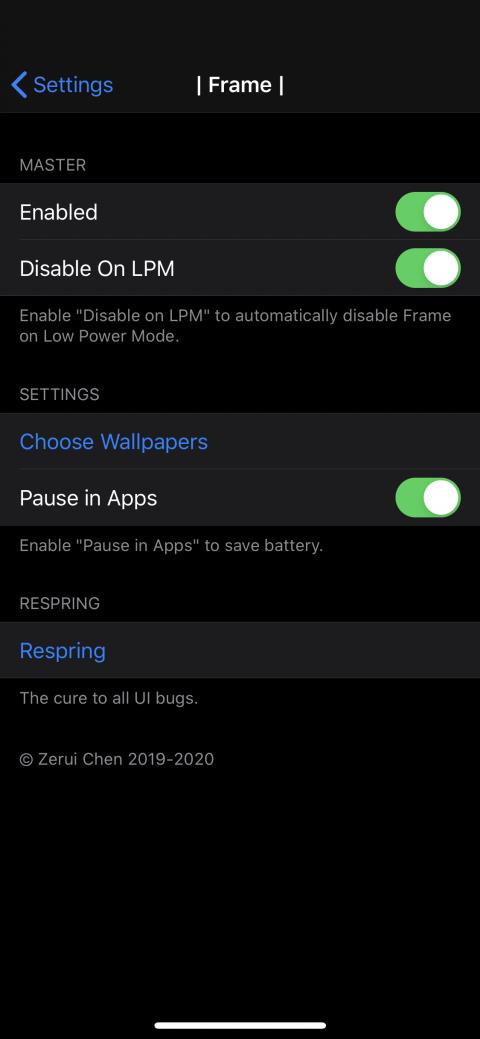 Settings
| Frame |
MASTER
Enabled
Disable On LPM
Enable "Disable on LPM" to automatically disable Frame
on Low Power Mode.
SETTINGS
Choose Wallpapers
Pause in Apps
Enable "Pause in Apps" to save battery.
RESPRING
Respring
The cure to all UI bugs.
© Zerui Chen 2019-2020